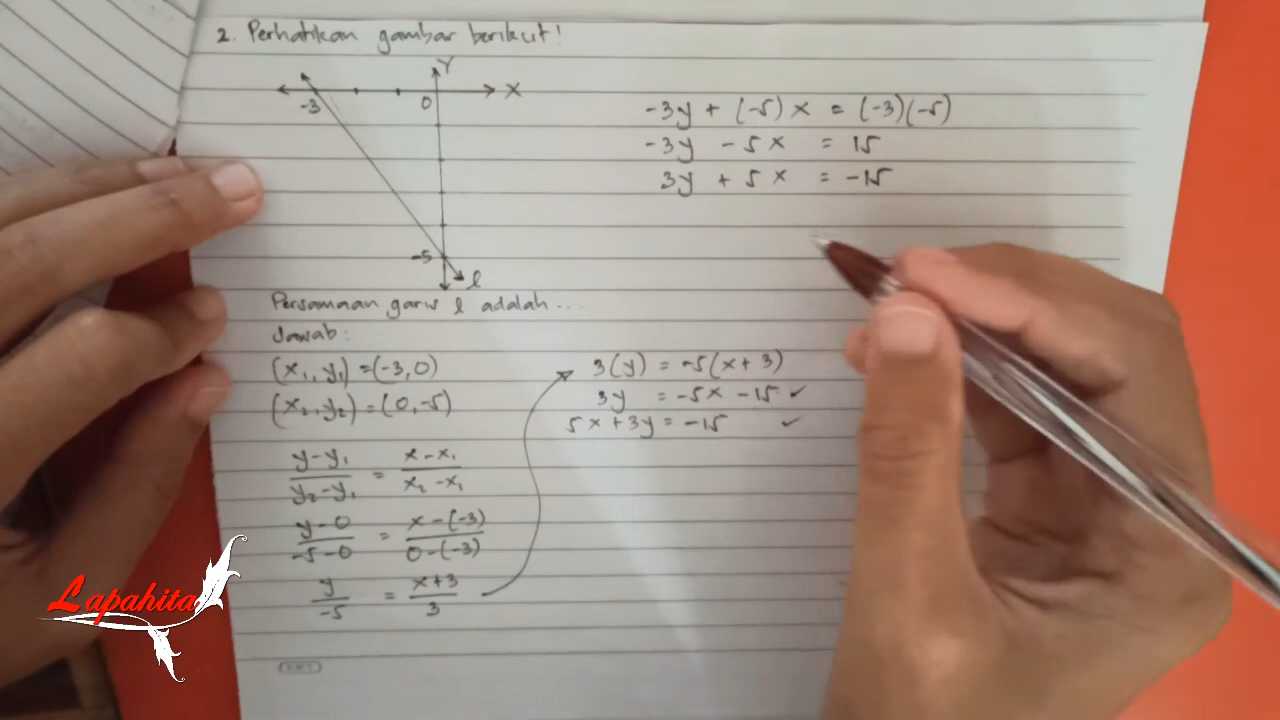 2. Perhatikan gambar berikut!
Y
X
-3
0
-5
l
Persamaan garis l adalah ...
Jawab:
(x₁, y₁) = (-3, 0)
(x₂, y₂) = (0, -5)
y - y₁ / y₂ - y₁ = x - x₁ / x₂ - x₁
y - 0 / -5 - 0 = x - (-3) / 0 - (-3)
y / -5 = x + 3 / 3
3(y) = -5(x + 3)
3y = -5x - 15 ✓
5x + 3y = -15 ✓
-3y + (-5)x = (-3)(-5)
-3y - 5x = 15
3y + 5x = -15
Lapahita